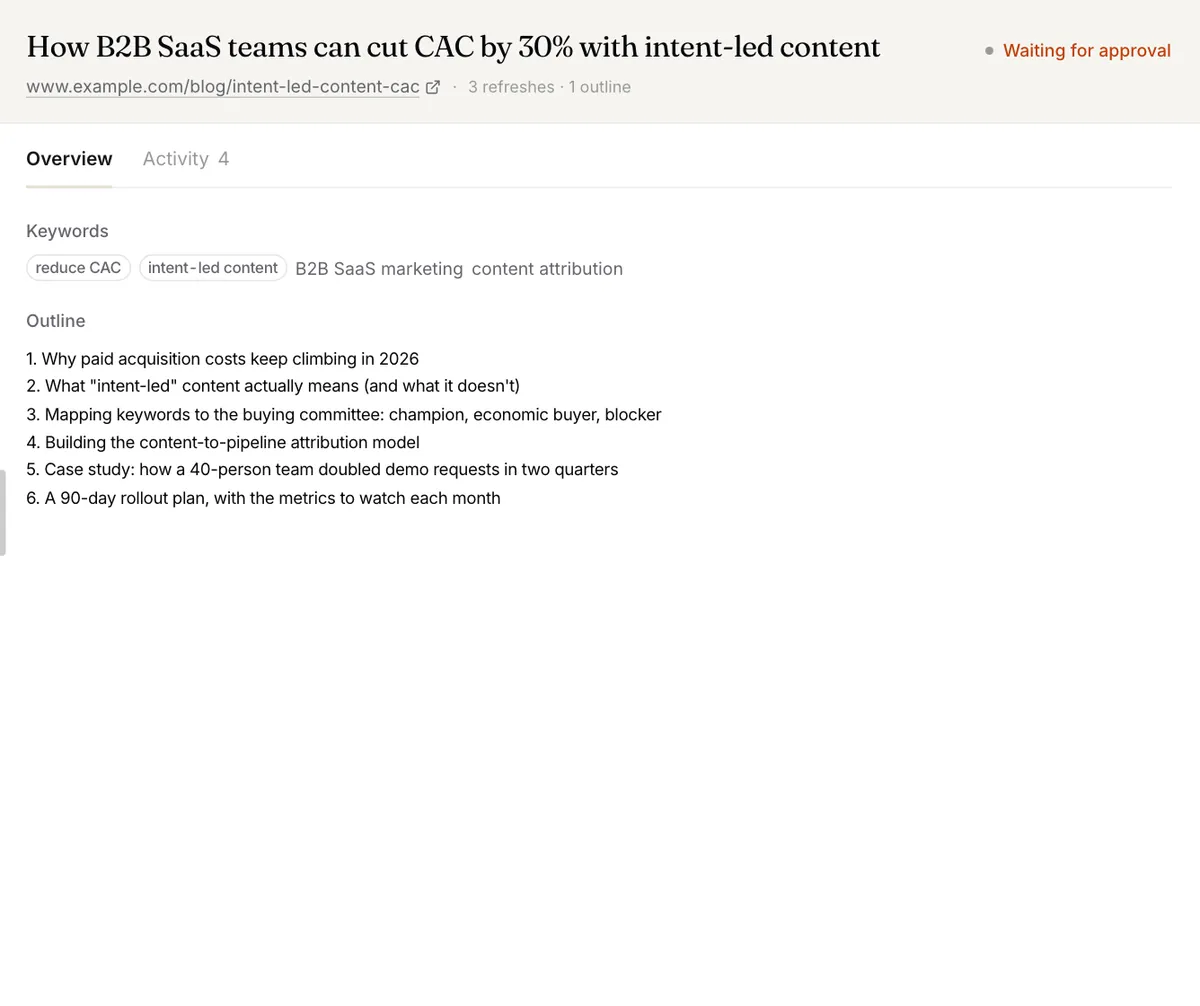 How B2B SaaS teams can cut CAC by 30% with intent-led content
Waiting for approval
www.example.com/blog/intent-led-content-cac · 3 refreshes · 1 outline
Overview Activity 4
Keywords
reduce CAC intent-led content B2B SaaS marketing content attribution
Outline
1. Why paid acquisition costs keep climbing in 2026
2. What "intent-led" content actually means (and what it doesn't)
3. Mapping keywords to the buying committee: champion, economic buyer, blocker
4. Building the content-to-pipeline attribution model
5. Case study: how a 40-person team doubled demo requests in two quarters
6. A 90-day rollout plan, with the metrics to watch each month